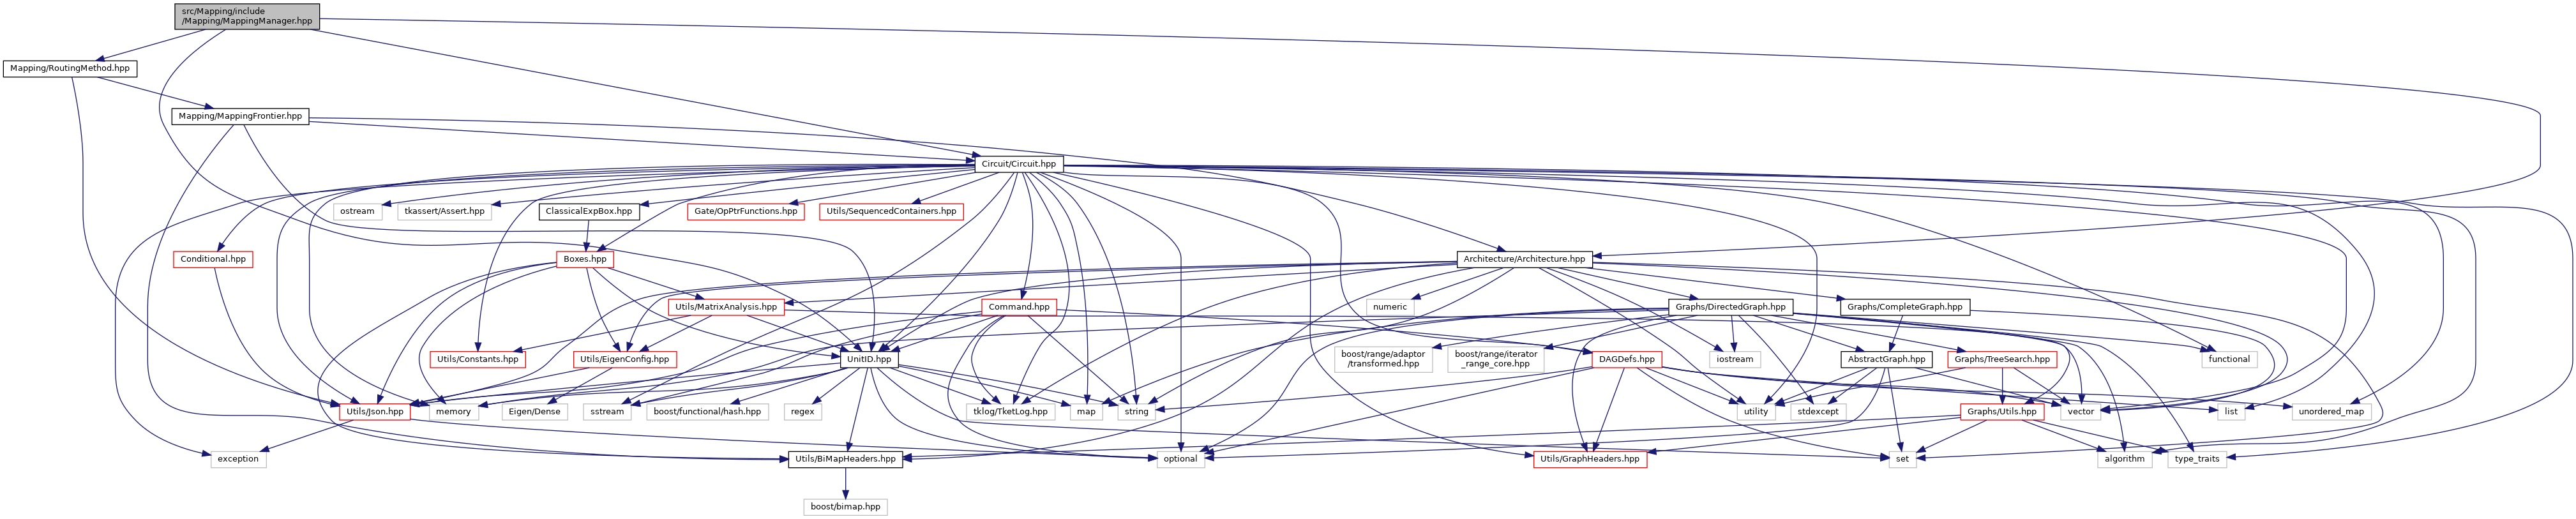 src/Mapping/include
/Mapping/MappingManager.hpp
Mapping/RoutingMethod.hpp
Mapping/MappingFrontier.hpp
Circuit/Circuit.hpp
ostream
tkassert/Assert.hpp
ClassicalExpBox.hpp
Gate/OpPtrFunctions.hpp
Utils/SequencedContainers.hpp
Conditional.hpp
Boxes.hpp
Architecture/Architecture.hpp
Utils/MatrixAnalysis.hpp
Command.hpp
numeric
Graphs/DirectedGraph.hpp
Graphs/CompleteGraph.hpp
Utils/Constants.hpp
Utils/EigenConfig.hpp
UnitID.hpp
boost/range/adaptor
/transformed.hpp
boost/range/iterator
_range_core.hpp
DAGDefs.hpp
iostream
AbstractGraph.hpp
Graphs/TreeSearch.hpp
functional
Utils/Json.hpp
memory
Eigen/Dense
sstream
boost/functional/hash.hpp
regex
tklog/TketLog.hpp
map
string
utility
stdexcept
Graphs/Utils.hpp
vector
list
unordered_map
exception
Utils/BiMapHeaders.hpp
optional
Utils/GraphHeaders.hpp
set
algorithm
type_traits
boost/bimap.hpp